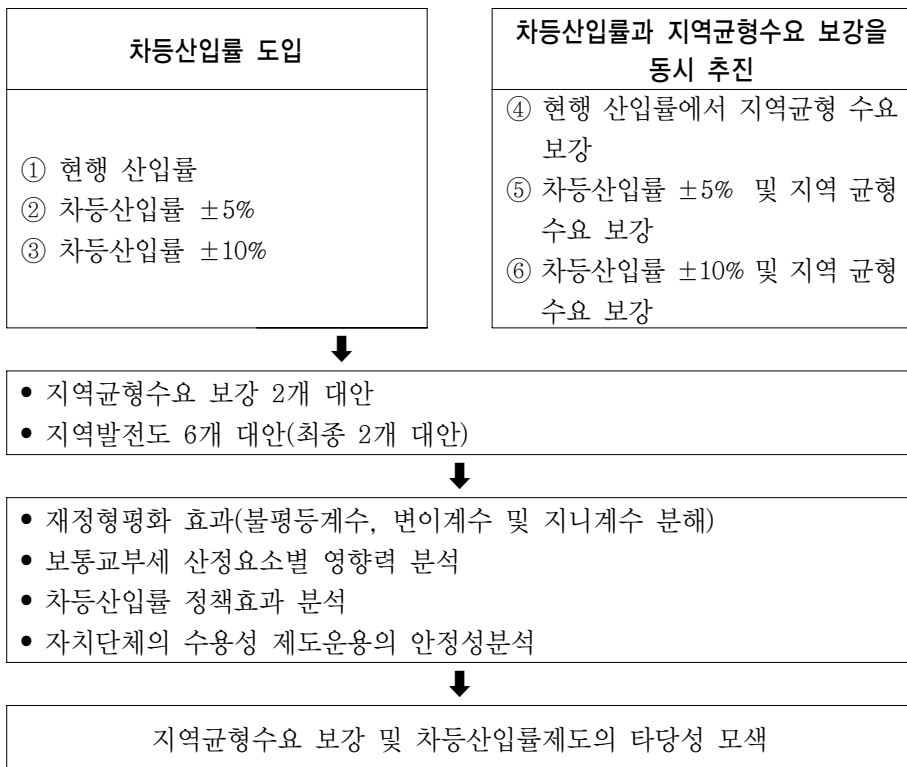 차등산입률 도입
① 현행 산입률
② 차등산입률 ±5%
③ 차등산입률 ±10%
차등산입률과 지역균형수요 보강을
동시 추진
④ 현행 산입률에서 지역균형 수요
보강
⑤ 차등산입률 ±5% 및 지역 균형
수요 보강
⑥ 차등산입률 ±10% 및 지역 균형
수요 보강
• 지역균형수요 보강 2개 대안
• 지역발전도 6개 대안(최종 2개 대안)
• 재정형평화 효과(불평등계수, 변이계수 및 지니계수 분해)
• 보통교부세 산정요소별 영향력 분석
• 차등산입률 정책효과 분석
• 자치단체의 수용성 제도운용의 안정성분석
지역균형수요 보강 및 차등산입률제도의 타당성 모색